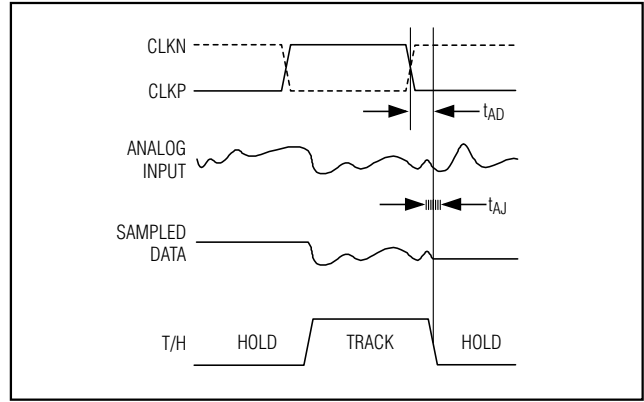 CLKN
CLKP
tAD
ANALOG
INPUT
tAJ
SAMPLED
DATA
T/H HOLD TRACK HOLD